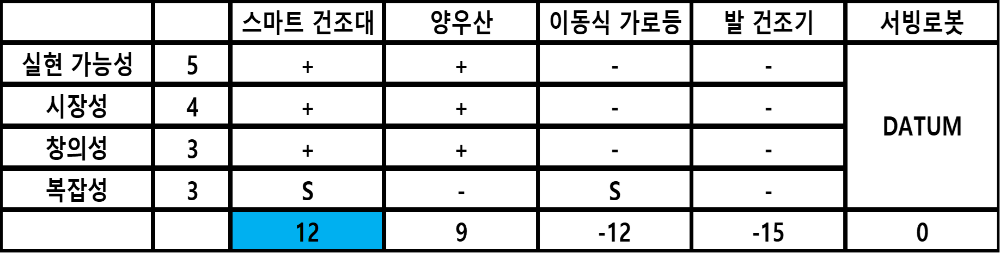 스마트 건조대 양우산 이동식 가로등 발 건조기 서빙로봇
실현 가능성 5 + + - -
시장성 4 + + - -
창의성 3 + + - -
DATUM
복잡성 3 S - S -
12 9 -12 -15 0